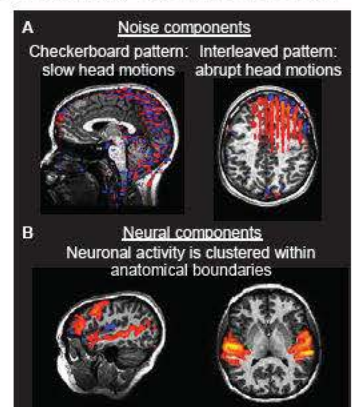 A
Noise components
Checkerboard pattern: Interleaved pattern:
slow head motions abrupt head motions
B
Neural components
Neuronal activity is clustered within
anatomical boundaries